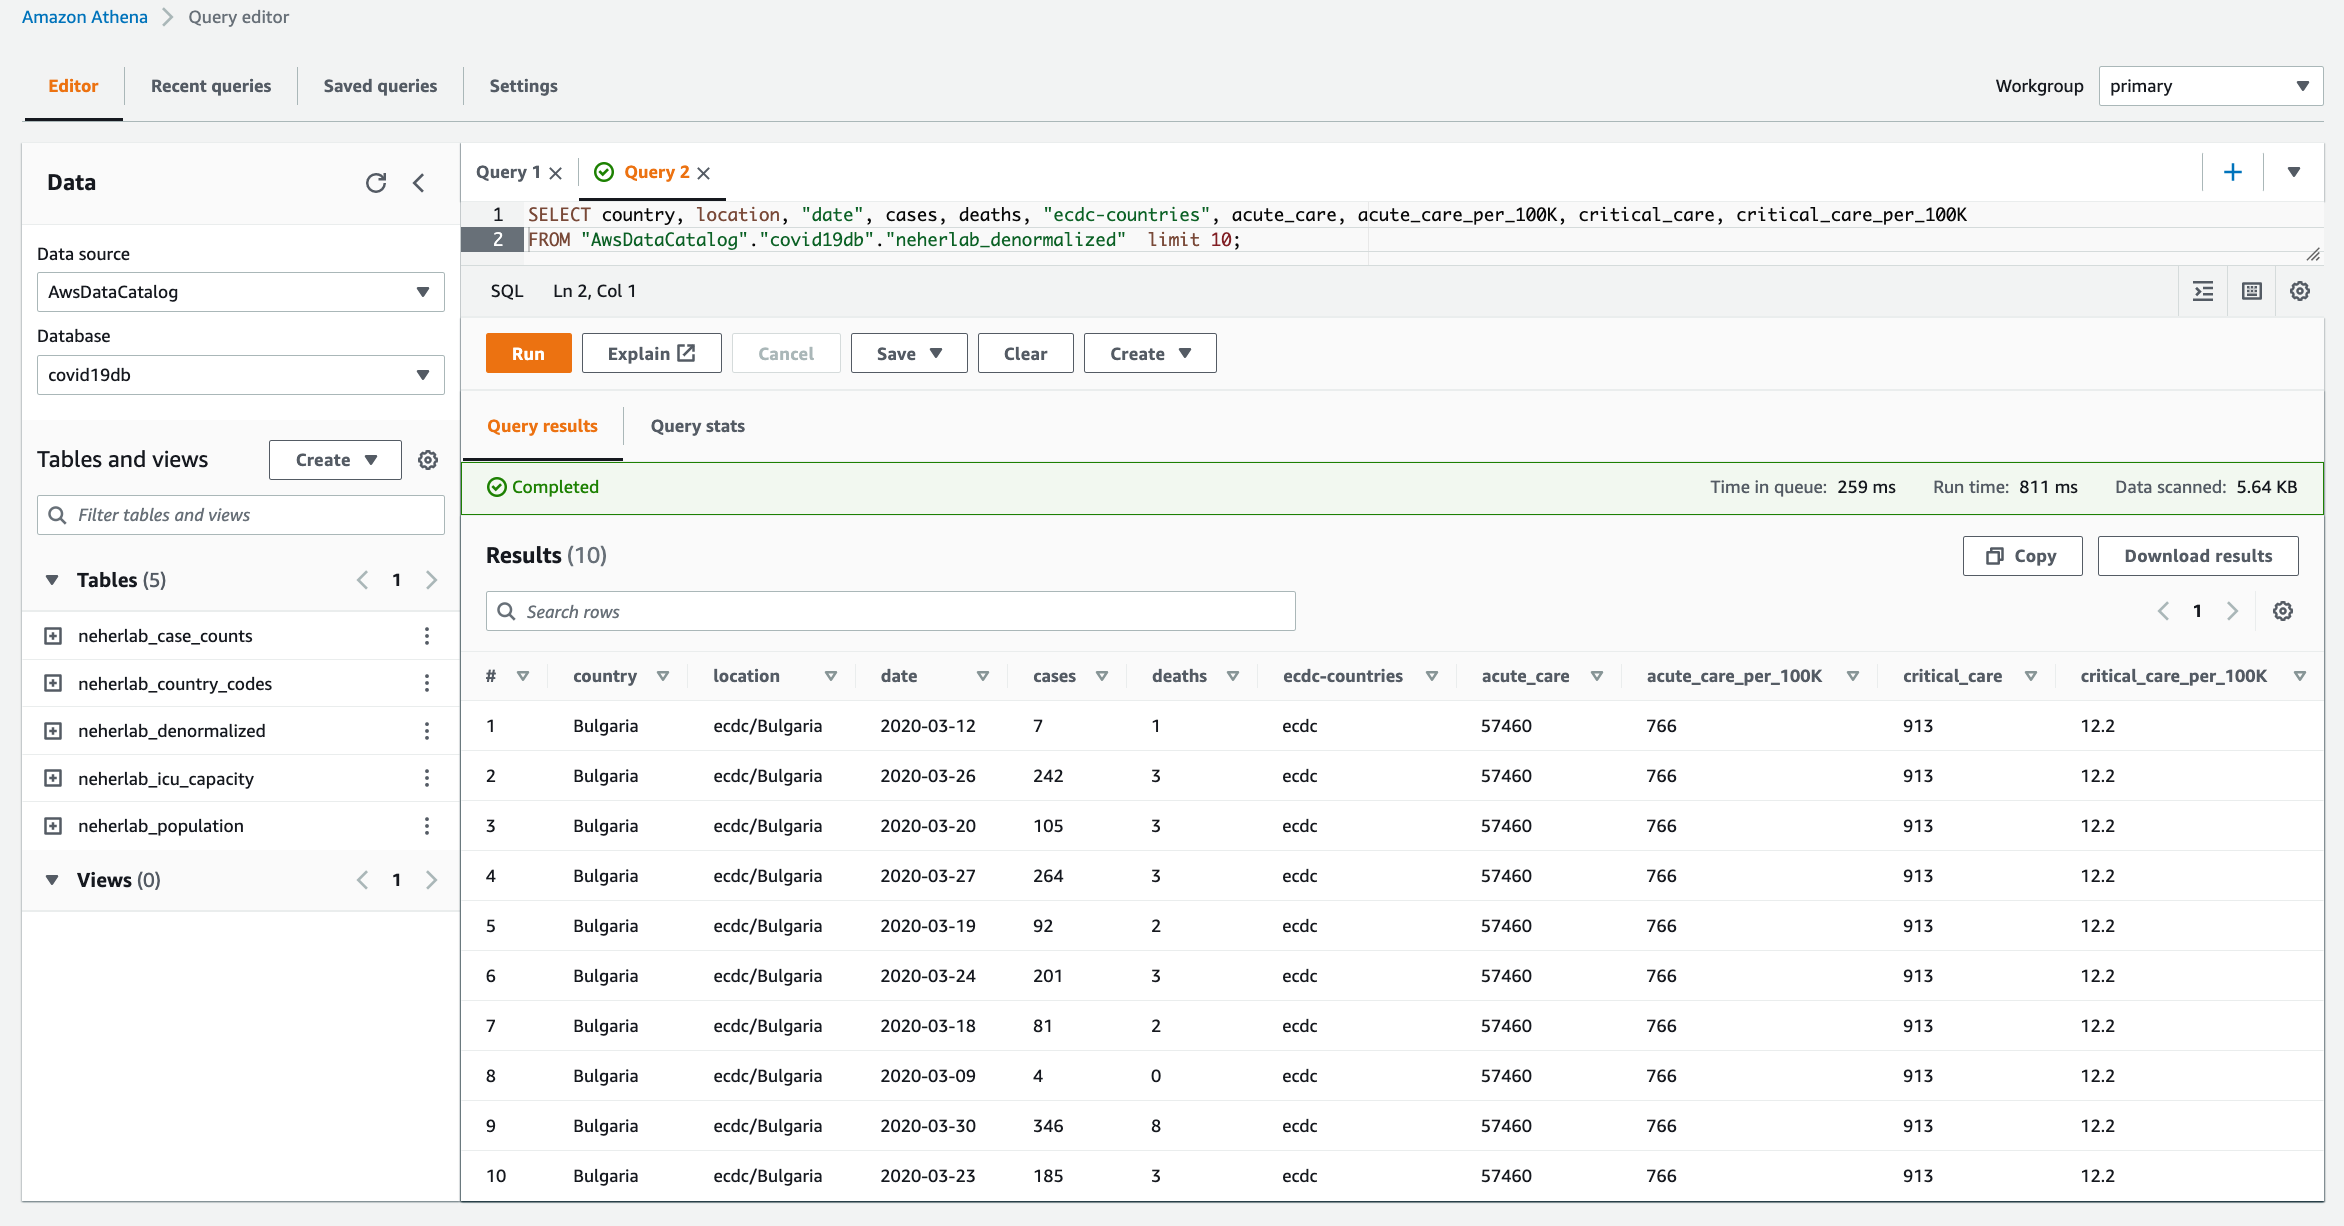 Amazon Athena > Query editor
Editor Recent queries Saved queries Settings Workgroup primary
Data
Data source
AwsDataCatalog
Database
covid19db
Tables and views Create
Filter tables and views
Tables (5) 1
neherlab_case_counts
neherlab_country_codes
neherlab_denormalized
neherlab_icu_capacity
neherlab_population
Views (0) 1
Query 1 Query 2
1 SELECT country, location, "date", cases, deaths, "ecdc-countries", acute_care, acute_care_per_100K, critical_care, critical_care_per_100K
2 FROM "AwsDataCatalog"."covid19db"."neherlab_denormalized" limit 10;
SQL Ln 2, Col 1
Run Explain Cancel Save Clear Create
Query results Query stats
Completed Time in queue: 259 ms Run time: 811 ms Data scanned: 5.64 KB
Results (10) Copy Download results
Search rows 1
# country location date cases deaths ecdc-countries acute_care acute_care_per_100K critical_care critical_care_per_100K
1 Bulgaria ecdc/Bulgaria 2020-03-12 7 1 ecdc 57460 766 913 12.2
2 Bulgaria ecdc/Bulgaria 2020-03-26 242 3 ecdc 57460 766 913 12.2
3 Bulgaria ecdc/Bulgaria 2020-03-20 105 3 ecdc 57460 766 913 12.2
4 Bulgaria ecdc/Bulgaria 2020-03-27 264 3 ecdc 57460 766 913 12.2
5 Bulgaria ecdc/Bulgaria 2020-03-19 92 2 ecdc 57460 766 913 12.2
6 Bulgaria ecdc/Bulgaria 2020-03-24 201 3 ecdc 57460 766 913 12.2
7 Bulgaria ecdc/Bulgaria 2020-03-18 81 2 ecdc 57460 766 913 12.2
8 Bulgaria ecdc/Bulgaria 2020-03-09 4 0 ecdc 57460 766 913 12.2
9 Bulgaria ecdc/Bulgaria 2020-03-30 346 8 ecdc 57460 766 913 12.2
10 Bulgaria ecdc/Bulgaria 2020-03-23 185 3 ecdc 57460 766 913 12.2